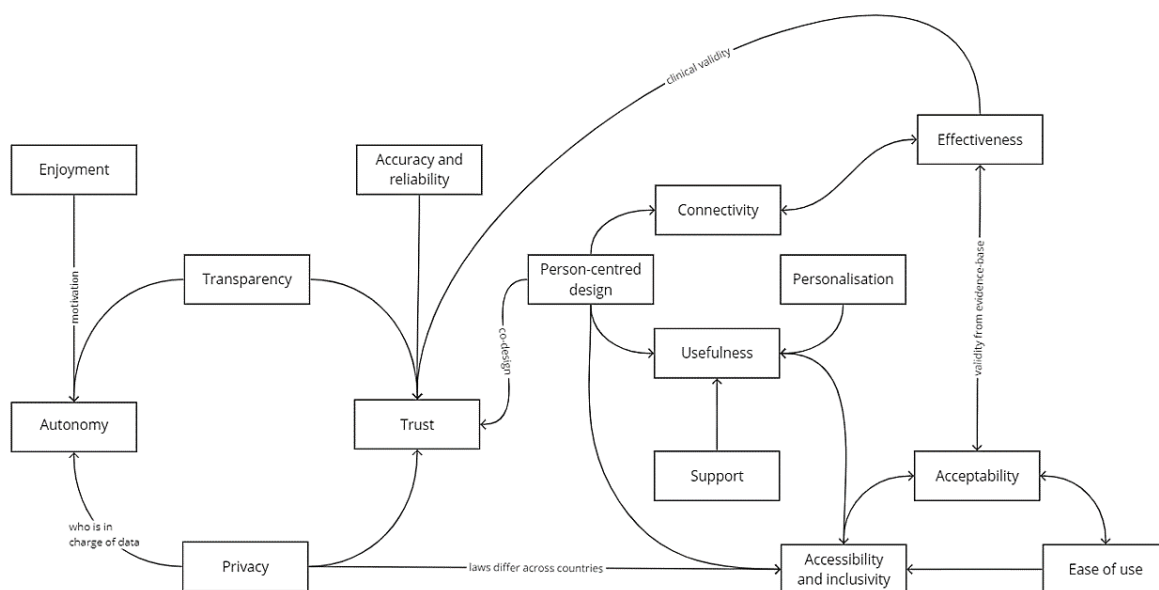 clinical validity
Effectiveness
Enjoyment
Accuracy and
reliability
Connectivity
Transparency
Person-centred
design
Personalisation
motivation
co-design
validity from evidence-base
Usefulness
Autonomy
Trust
Support
Acceptability
who is in
charge of data
Privacy
laws differ across countries
Accessibility
and inclusivity
Ease of use